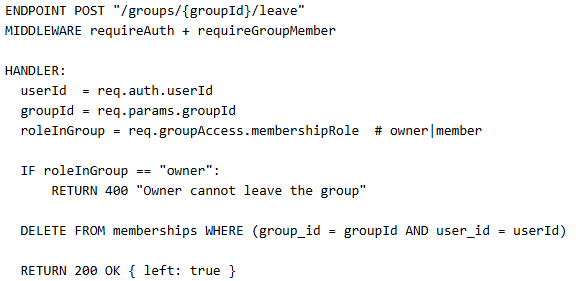 ENDPOINT POST "/groups/{groupId}/leave"
MIDDLEWARE requireAuth + requireGroupMember

HANDLER:
  userId  = req.auth.userId
  groupId = req.params.groupId
  roleInGroup = req.groupAccess.membershipRole  # owner|member

  IF roleInGroup == "owner":
      RETURN 400 "Owner cannot leave the group"

  DELETE FROM memberships WHERE (group_id = groupId AND user_id = userId)

  RETURN 200 OK { left: true }